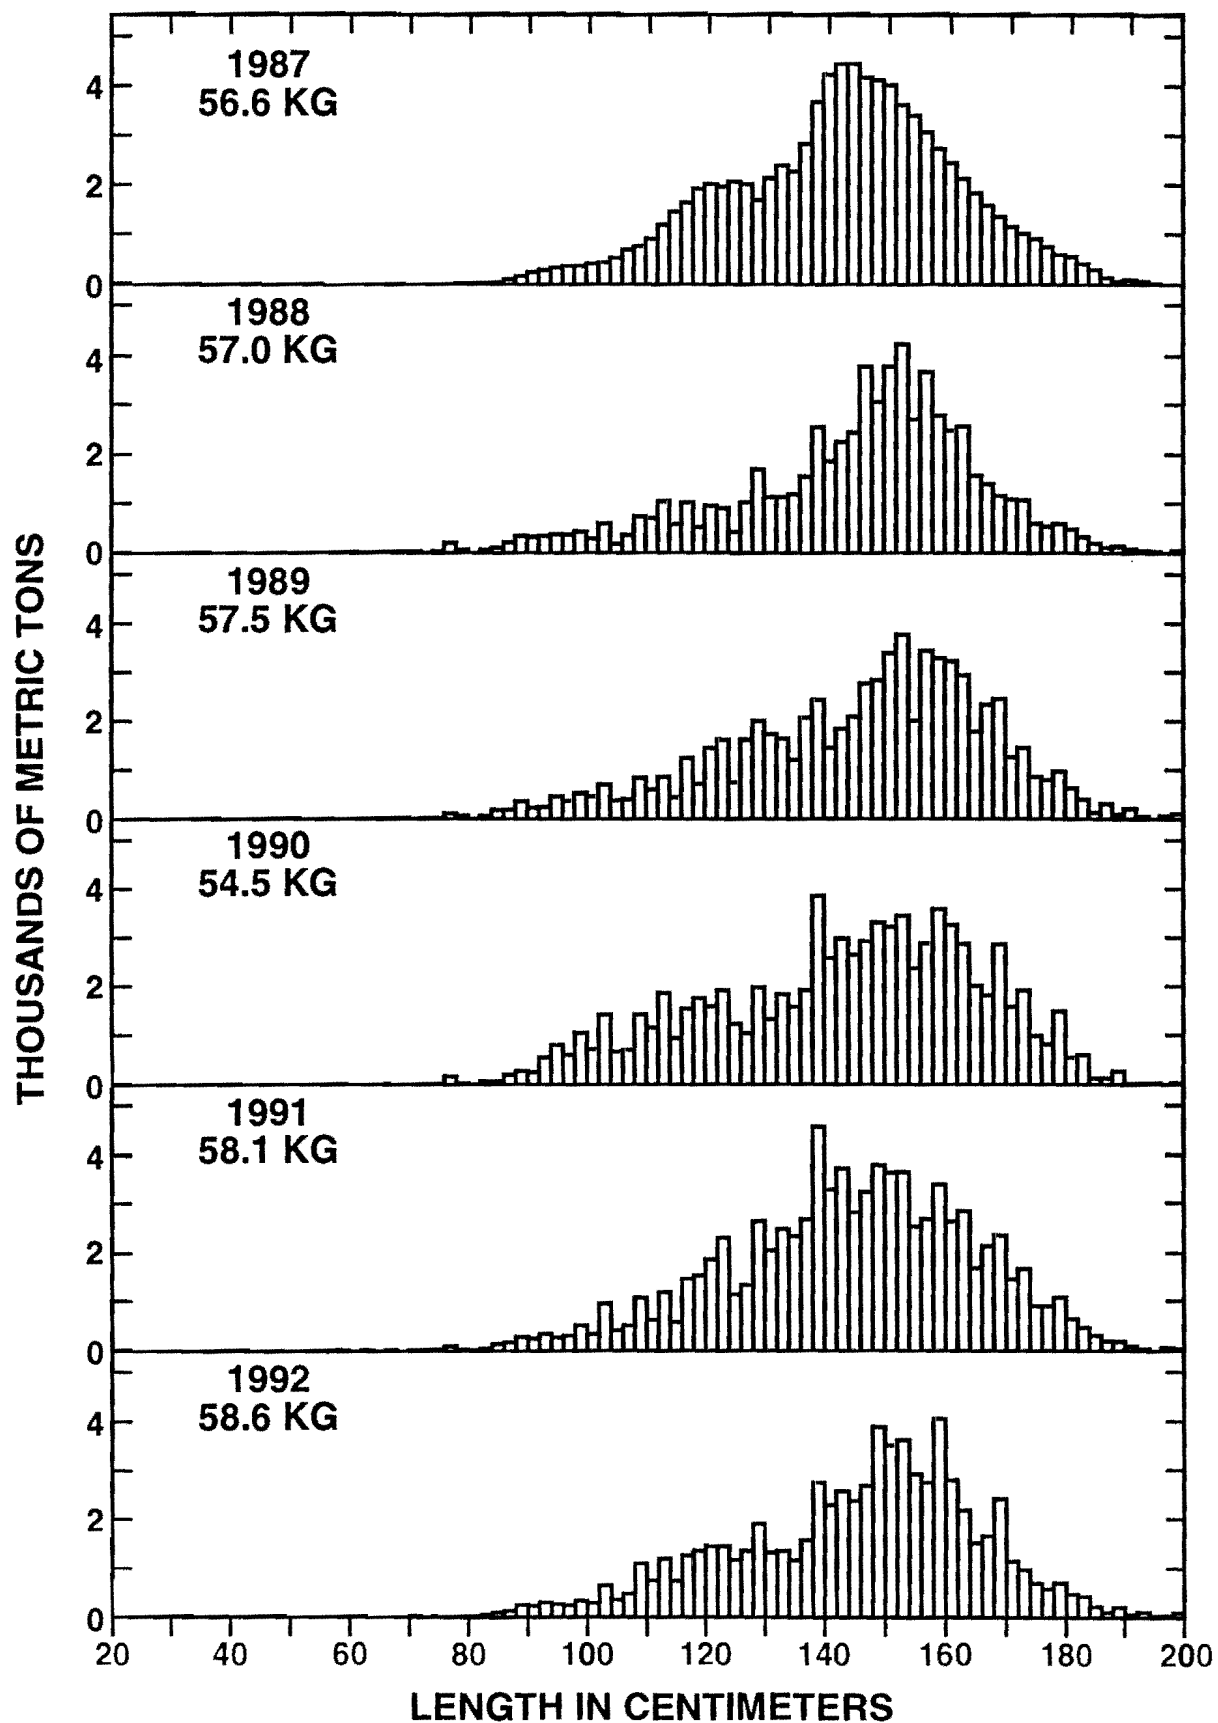 1987
56.6 KG
4
2
0
1988
57.0 KG
4
2
0
1989
57.5 KG
4
2
0
1990
54.5 KG
4
2
0
1991
58.1 KG
4
2
0
1992
58.6 KG
4
2
0
THOUSANDS OF METRIC TONS
20 40 60 80 100 120 140 160 180 200
LENGTH IN CENTIMETERS